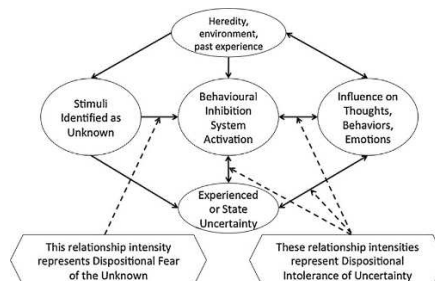 Heredity,
environment,
past experience
Stimuli
Identified as
Unknown
Behavioural
Inhibition
System
Activation
Influence on
Thoughts,
Behaviors,
Emotions
Experienced
or State
Uncertainty
This relationship intensity
represents Dispositional Fear
of the Unknown
These relationship intensities
represent Dispositional
Intolerance of Uncertainty